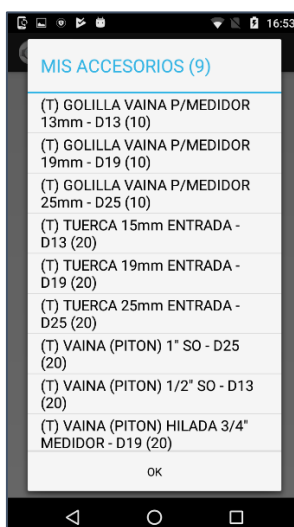 16:53
MIS ACCESORIOS (9)
(T) GOLILLA VAINA P/MEDIDOR
13mm - D13 (10)
(T) GOLILLA VAINA P/MEDIDOR
19mm - D19 (10)
(T) GOLILLA VAINA P/MEDIDOR
25mm - D25 (10)
(T) TUERCA 15mm ENTRADA -
D13 (20)
(T) TUERCA 19mm ENTRADA -
D19 (20)
(T) TUERCA 25mm ENTRADA -
D25 (20)
(T) VAINA (PITON) 1" SO - D25
(20)
(T) VAINA (PITON) 1/2" SO - D13
(20)
(T) VAINA (PITON) HILADA 3/4"
MEDIDOR - D19 (20)
OK